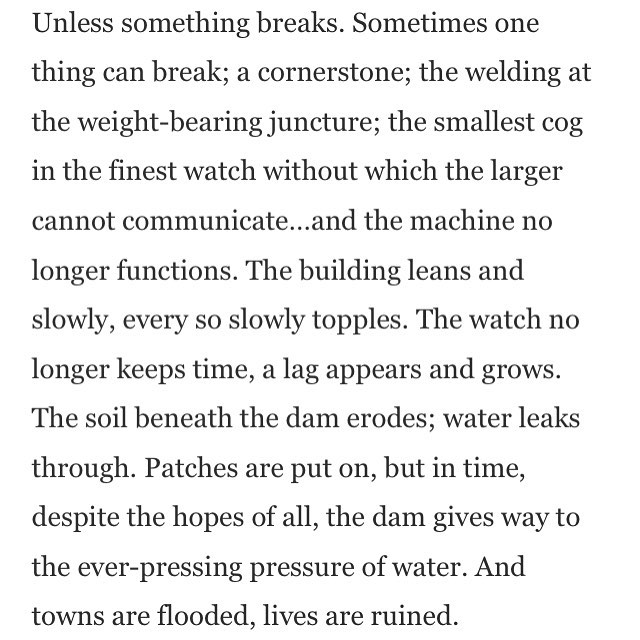 Unless something breaks. Sometimes one
thing can break; a cornerstone; the welding at
the weight-bearing juncture; the smallest cog
in the finest watch without which the larger
cannot communicate...and the machine no
longer functions. The building leans and
slowly, every so slowly topples. The watch no
longer keeps time, a lag appears and grows.
The soil beneath the dam erodes; water leaks
through. Patches are put on, but in time,
despite the hopes of all, the dam gives way to
the ever-pressing pressure of water. And
towns are flooded, lives are ruined.